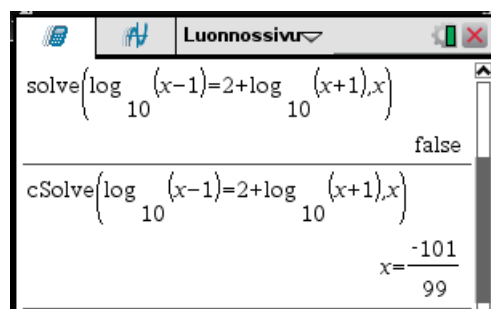 Luonnossivu
solve(log₁₀(x-1)=2+log₁₀(x+1),x)
false
cSolve(log₁₀(x-1)=2+log₁₀(x+1),x)
x=-101/99